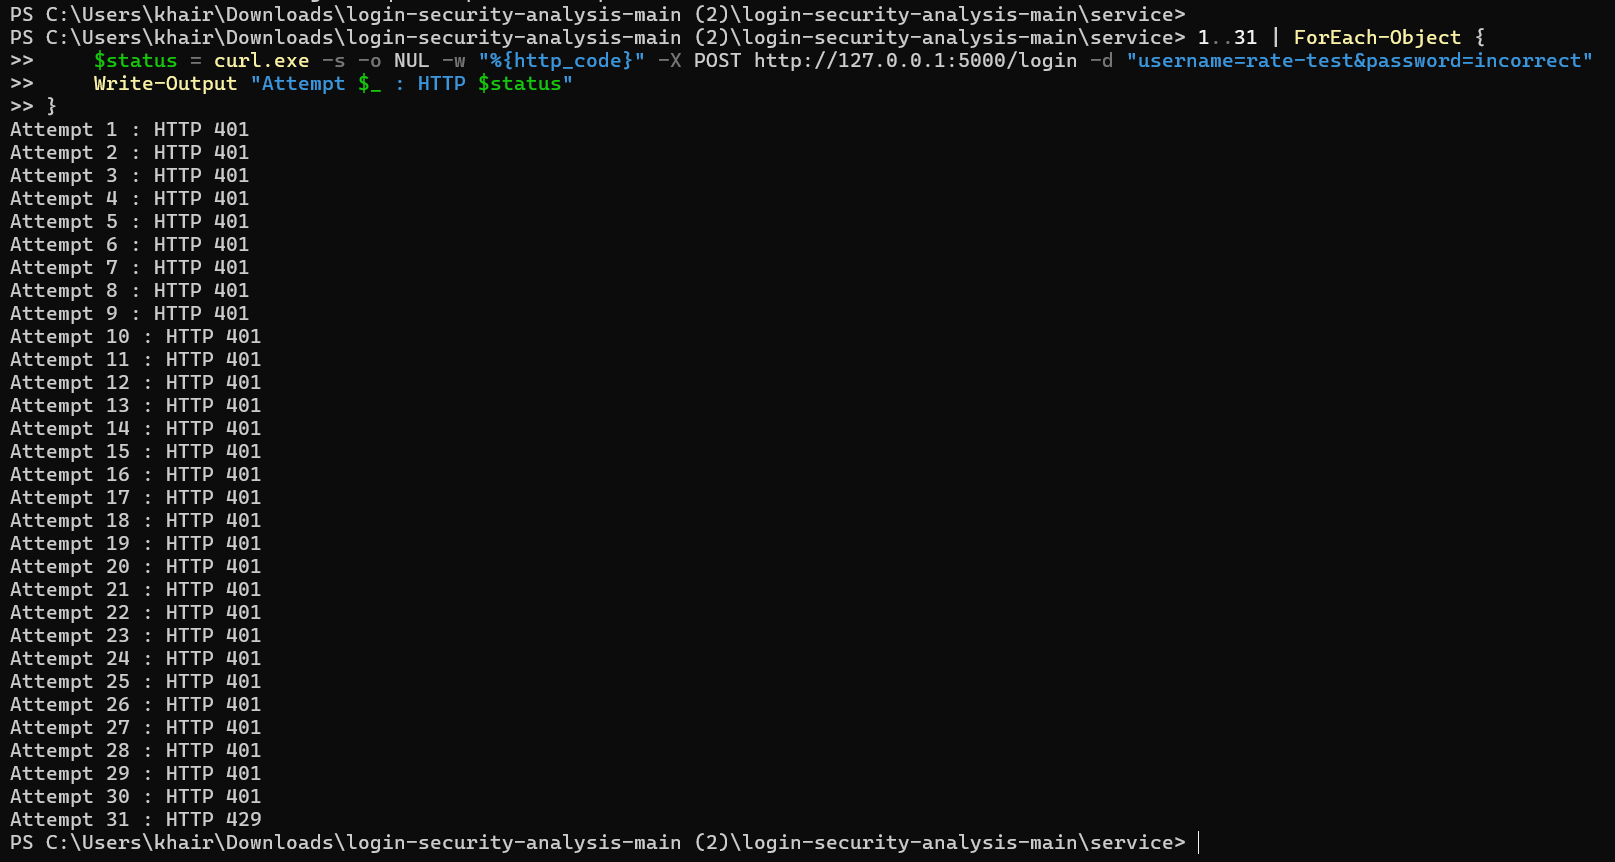 PS C:\Users\khair\Downloads\login-security-analysis-main (2)\login-security-analysis-main\service>
PS C:\Users\khair\Downloads\login-security-analysis-main (2)\login-security-analysis-main\service> 1..31 | ForEach-Object {
>>     $status = curl.exe -s -o NUL -w "%{http_code}" -X POST http://127.0.0.1:5000/login -d "username=rate-test&password=incorrect"
>>     Write-Output "Attempt $_ : HTTP $status"
>> }
Attempt 1 : HTTP 401
Attempt 2 : HTTP 401
Attempt 3 : HTTP 401
Attempt 4 : HTTP 401
Attempt 5 : HTTP 401
Attempt 6 : HTTP 401
Attempt 7 : HTTP 401
Attempt 8 : HTTP 401
Attempt 9 : HTTP 401
Attempt 10 : HTTP 401
Attempt 11 : HTTP 401
Attempt 12 : HTTP 401
Attempt 13 : HTTP 401
Attempt 14 : HTTP 401
Attempt 15 : HTTP 401
Attempt 16 : HTTP 401
Attempt 17 : HTTP 401
Attempt 18 : HTTP 401
Attempt 19 : HTTP 401
Attempt 20 : HTTP 401
Attempt 21 : HTTP 401
Attempt 22 : HTTP 401
Attempt 23 : HTTP 401
Attempt 24 : HTTP 401
Attempt 25 : HTTP 401
Attempt 26 : HTTP 401
Attempt 27 : HTTP 401
Attempt 28 : HTTP 401
Attempt 29 : HTTP 401
Attempt 30 : HTTP 401
Attempt 31 : HTTP 429
PS C:\Users\khair\Downloads\login-security-analysis-main (2)\login-security-analysis-main\service>